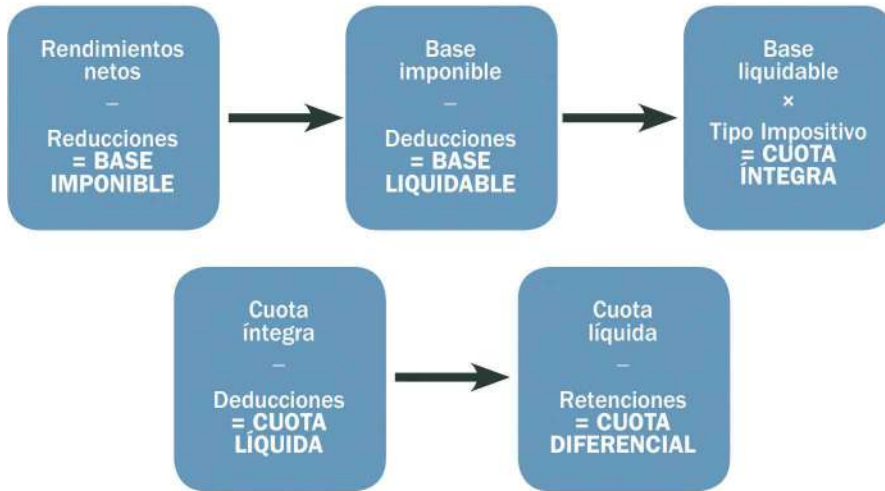 Rendimientos
netos
–
Reducciones
= BASE
IMPONIBLE
Base
imponible
–
Deducciones
= BASE
LIQUIDABLE
Base
liquidable
×
Tipo Impositivo
= CUOTA
ÍNTEGRA
Cuota
íntegra
–
Deducciones
= CUOTA
LÍQUIDA
Cuota
líquida
–
Retenciones
= CUOTA
DIFERENCIAL